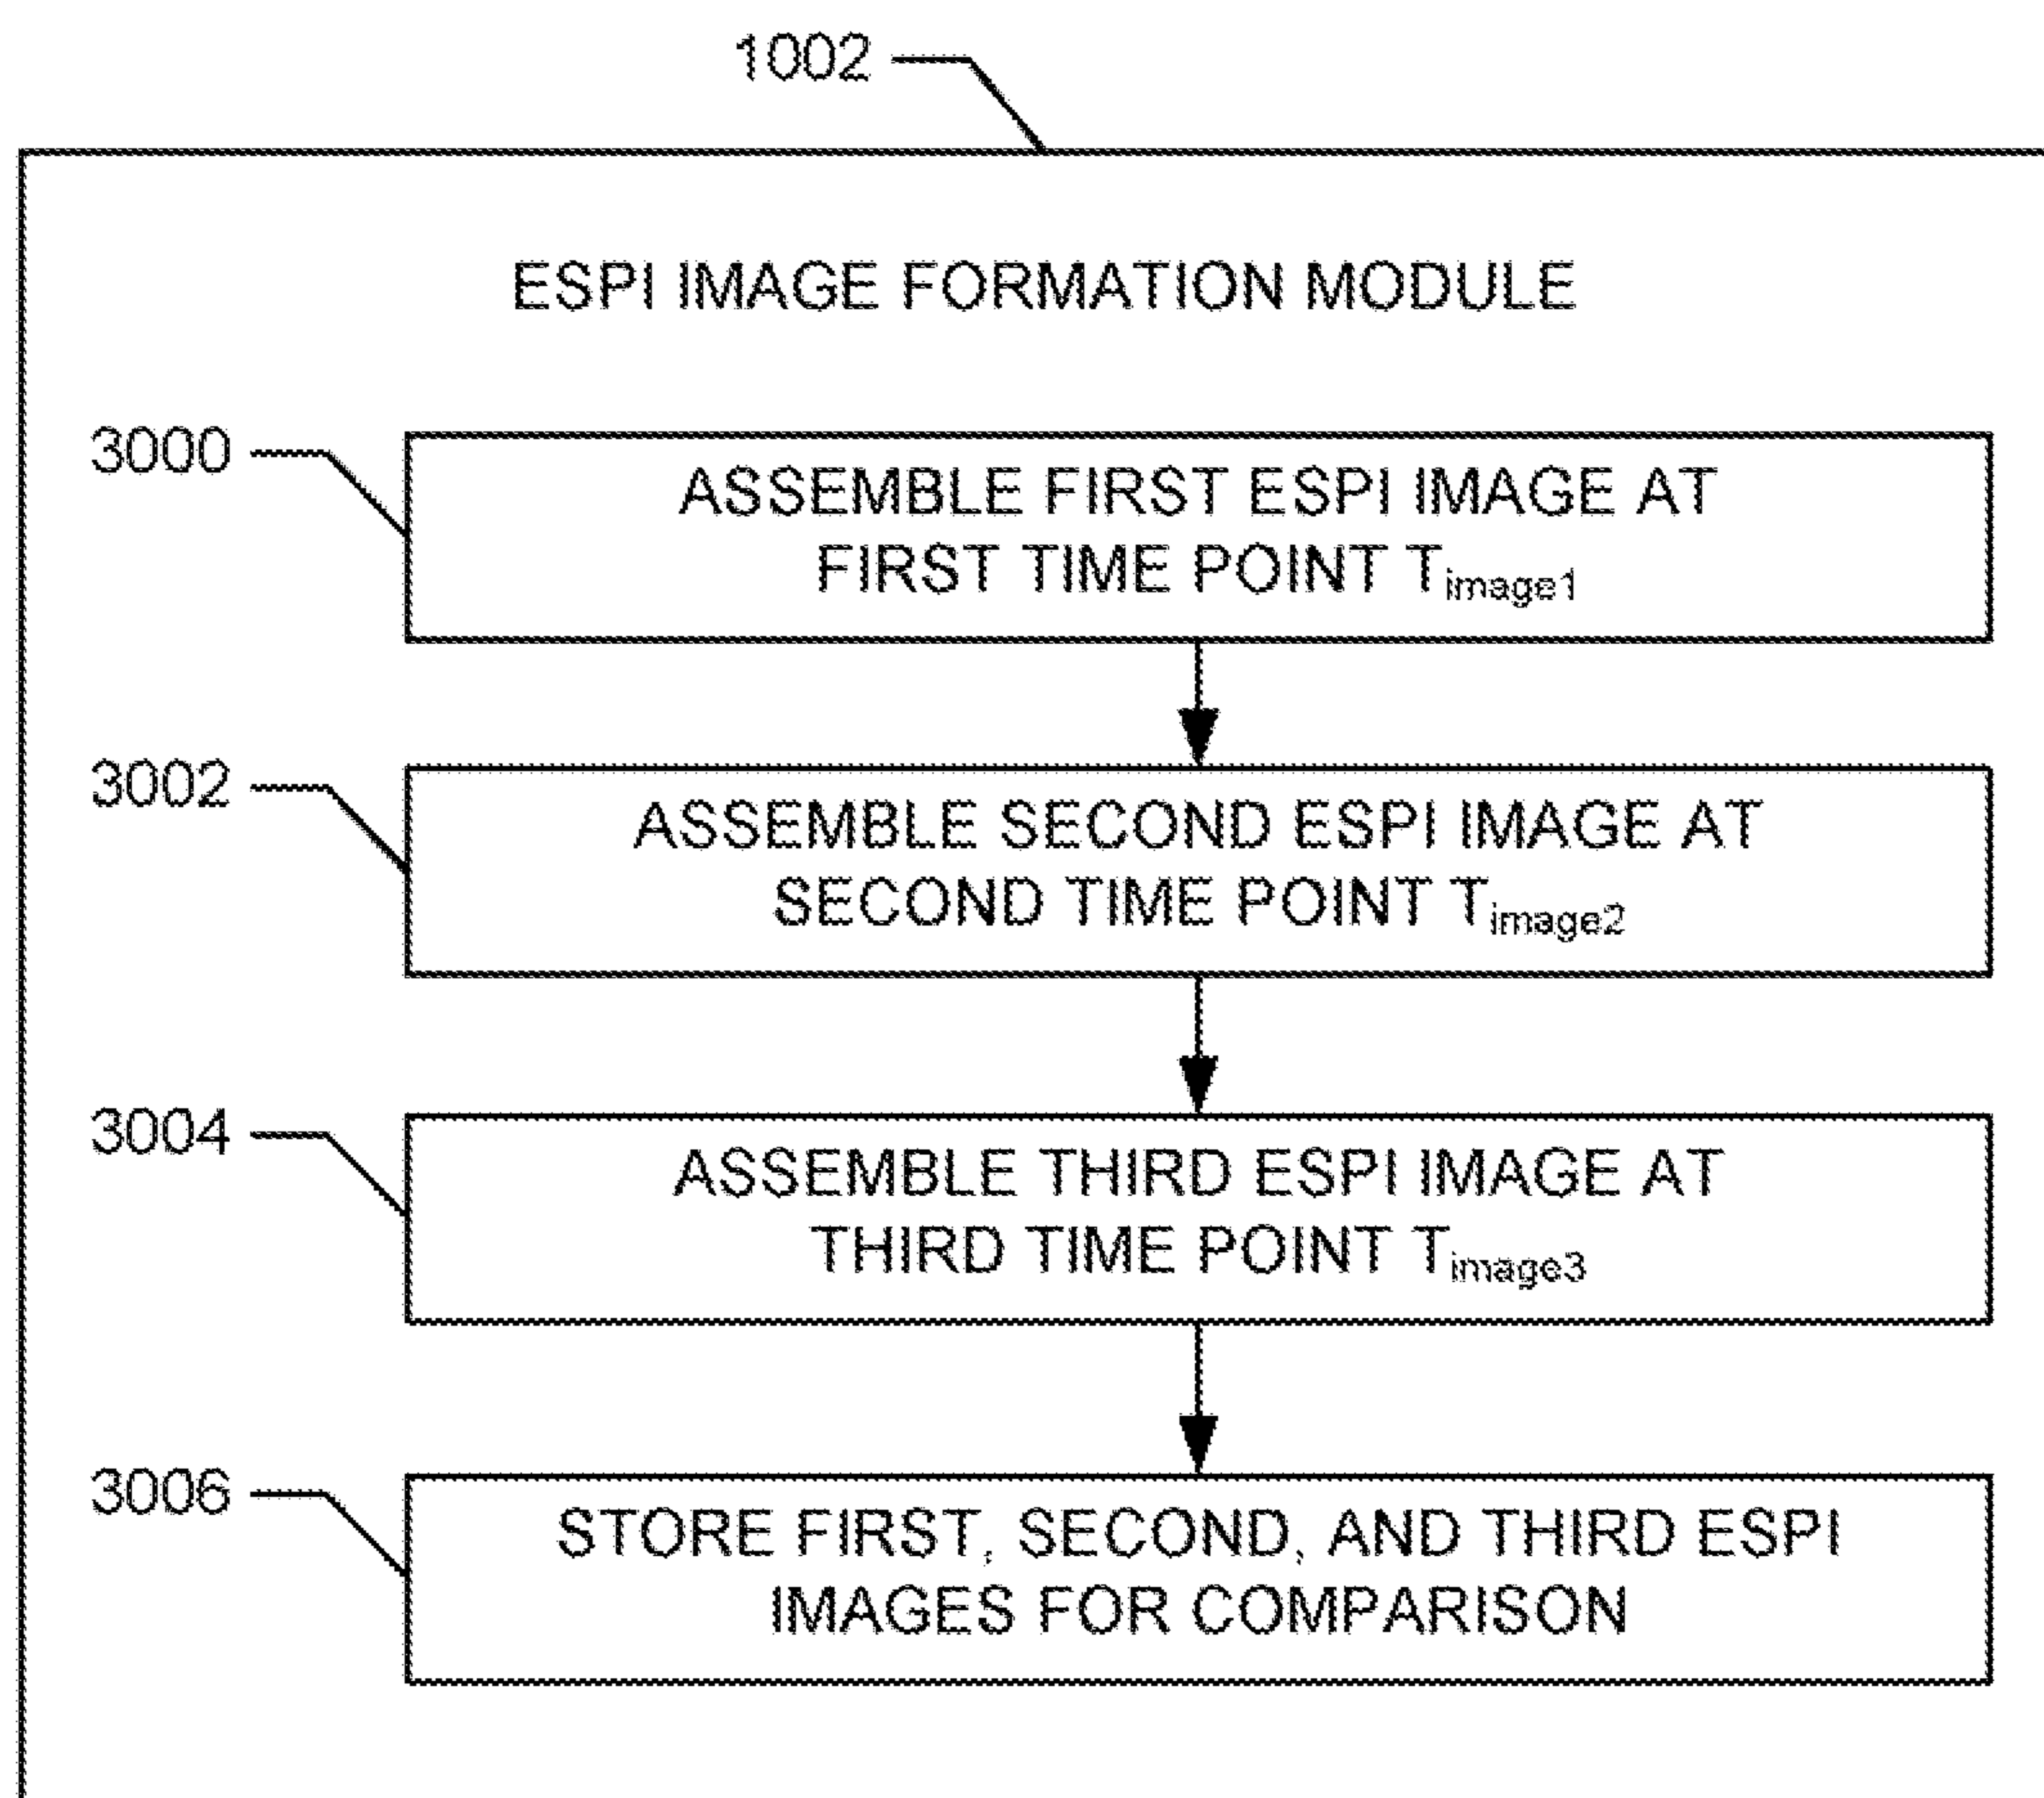 1002
ESPI IMAGE FORMATION MODULE
3000
ASSEMBLE FIRST ESPI IMAGE AT
FIRST TIME POINT Timage1
3002
ASSEMBLE SECOND ESPI IMAGE AT
SECOND TIME POINT Timage2
3004
ASSEMBLE THIRD ESPI IMAGE AT
THIRD TIME POINT Timage3
3006
STORE FIRST, SECOND, AND THIRD ESPI
IMAGES FOR COMPARISON